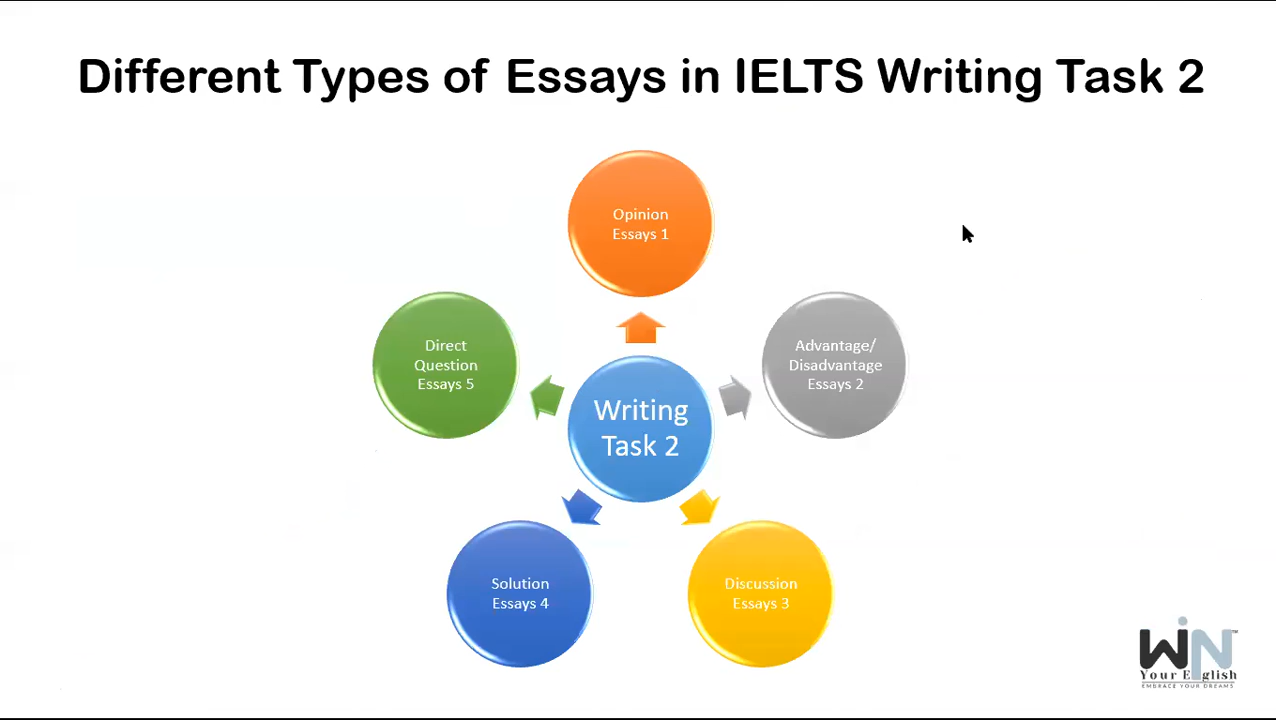 Different Types of Essays in IELTS Writing Task 2
Opinion
Essays 1
Direct
Question
Essays 5
Advantage/
Disadvantage
Essays 2
Writing
Task 2
Solution
Essays 4
Discussion
Essays 3
WiN™
Your English
EMBRACE YOUR DREAMS